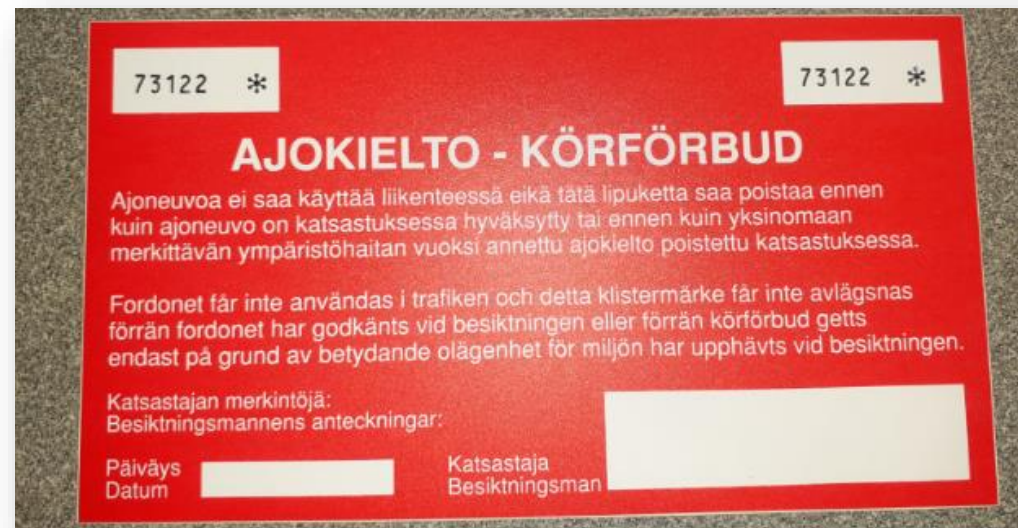 73122 * 73122 *
AJOKIELTO - KÖRFÖRBUD
Ajoneuvoa ei saa käyttää liikenteessä eikä tätä lipuketta saa poistaa ennen
kuin ajoneuvo on katsastuksessa hyväksytty tai ennen kuin yksinomaan
merkittävän ympäristöhaitan vuoksi annettu ajokielto poistettu katsastuksessa.
Fordonet får inte användas i trafiken och detta klistermärke får inte avlägsnas
förrän fordonet har godkänts vid besiktningen eller förrän körförbud getts
endast på grund av betydande olägenhet för miljön har upphävts vid besiktningen.
Katsastajan merkintöjä:
Besiktningsmannens anteckningar:
Päiväys Katsastaja
Datum Besiktningsman